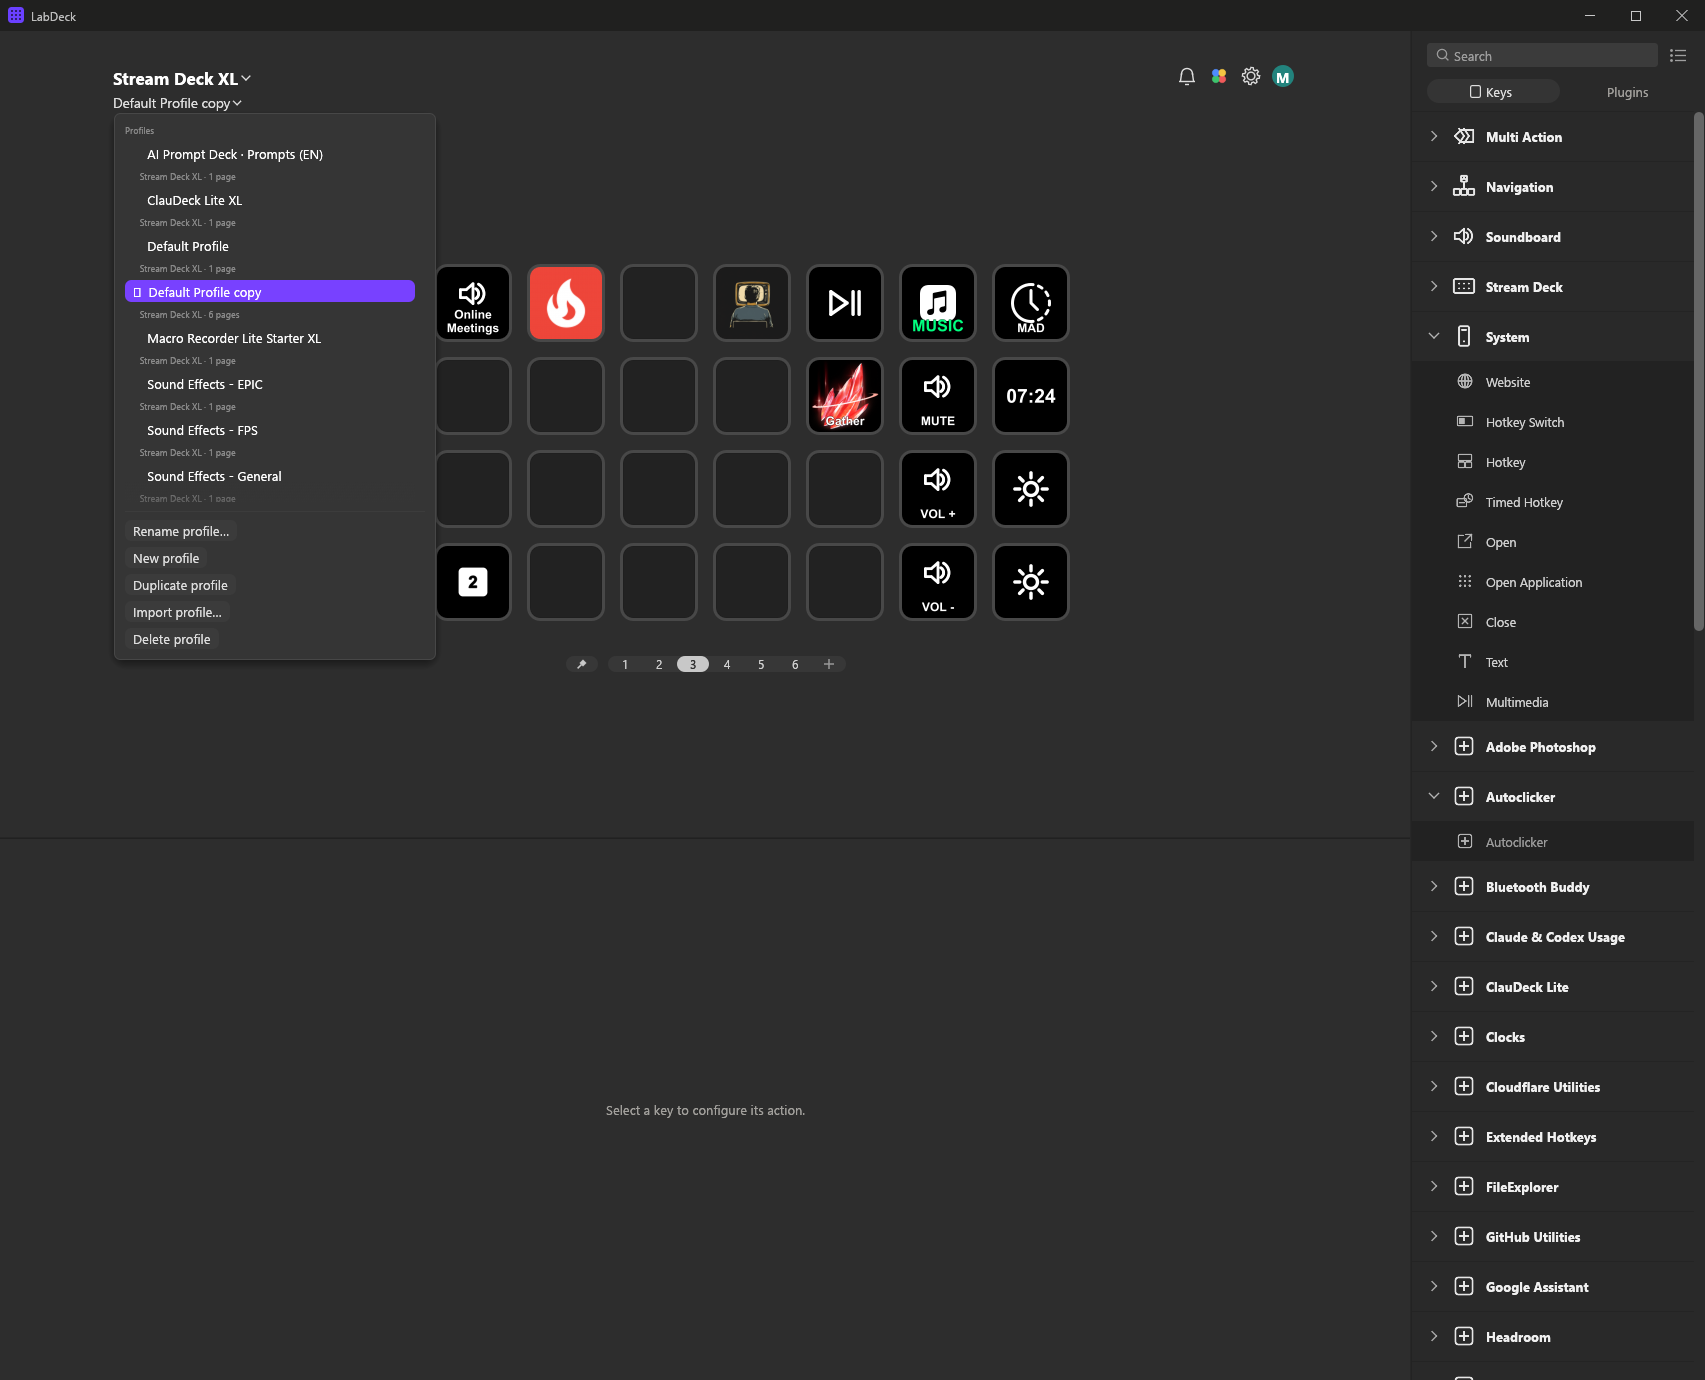 LabDeck
Stream Deck XL
Default Profile copy
M
Profiles
AI Prompt Deck · Prompts (EN)
Stream Deck XL · 1 page
ClauDeck Lite XL
Stream Deck XL · 1 page
Default Profile
Stream Deck XL · 1 page
Default Profile copy
Stream Deck XL · 6 pages
Macro Recorder Lite Starter XL
Stream Deck XL · 1 page
Sound Effects - EPIC
Stream Deck XL · 1 page
Sound Effects - FPS
Stream Deck XL · 1 page
Sound Effects - General
Stream Deck XL · 1 page
Rename profile...
New profile
Duplicate profile
Import profile...
Delete profile
Online
Meetings
MUSIC
MAD
Gather
MUTE
07:24
VOL +
2
VOL -
1 2 3 4 5 6 +
Select a key to configure its action.
Search
Keys
Plugins
Multi Action
Navigation
Soundboard
Stream Deck
System
Website
Hotkey Switch
Hotkey
Timed Hotkey
Open
Open Application
Close
Text
Multimedia
Adobe Photoshop
Autoclicker
Autoclicker
Bluetooth Buddy
Claude & Codex Usage
ClauDeck Lite
Clocks
Cloudflare Utilities
Extended Hotkeys
FileExplorer
GitHub Utilities
Google Assistant
Headroom